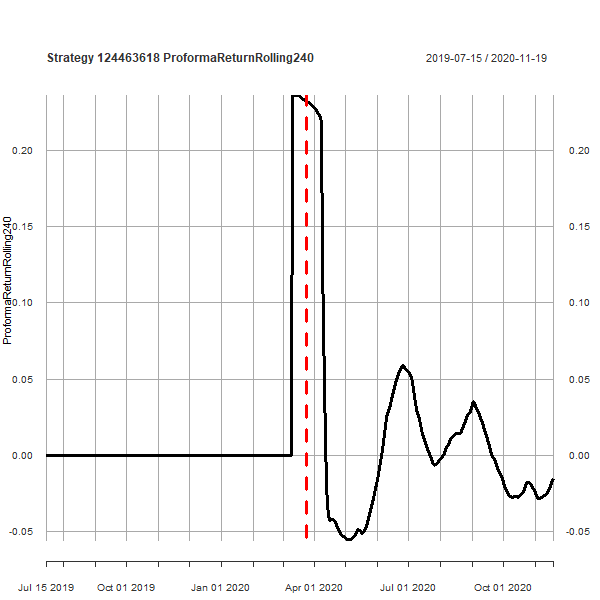 Strategy 124463618 ProformaReturnRolling240
2019-07-15 / 2020-11-19
ProformaReturnRolling240
0.20 0.20
0.15 0.15
0.10 0.10
0.05 0.05
0.00 0.00
-0.05 -0.05
Jul 15 2019 Oct 01 2019 Jan 01 2020 Apr 01 2020 Jul 01 2020 Oct 01 2020